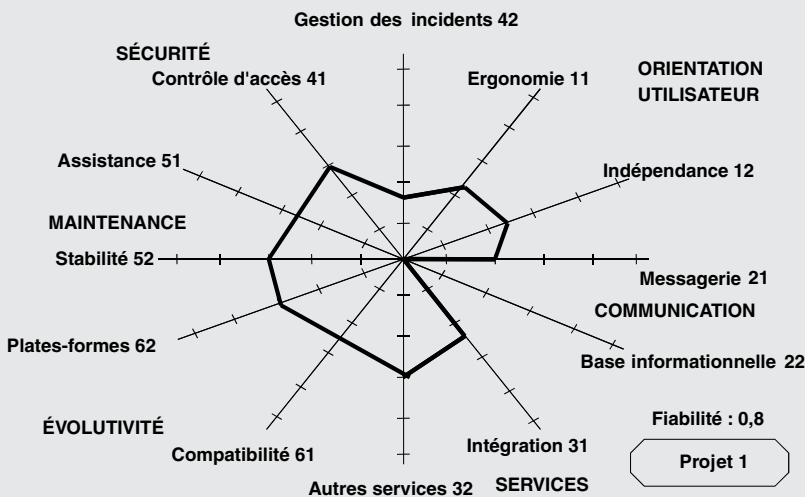 Gestion des incidents 42
SÉCURITÉ
Contrôle d'accès 41
Ergonomie 11
ORIENTATION
UTILISATEUR
Assistance 51
Indépendance 12
MAINTENANCE
Stabilité 52
Messagerie 21
COMMUNICATION
Plates-formes 62
Base informationnelle 22
ÉVOLUTIVITÉ
Fiabilité : 0,8
Compatibilité 61
Intégration 31
Projet 1
Autres services 32
SERVICES